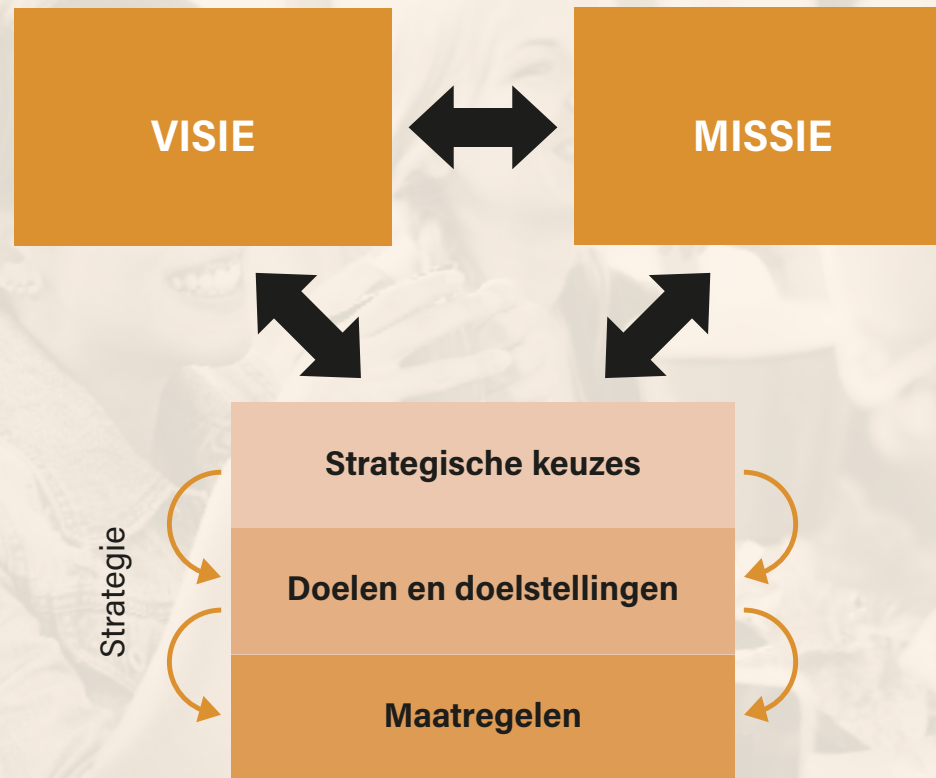 VISIE
MISSIE
Strategische keuzes
Strategie
Doelen en doelstellingen
Maatregelen